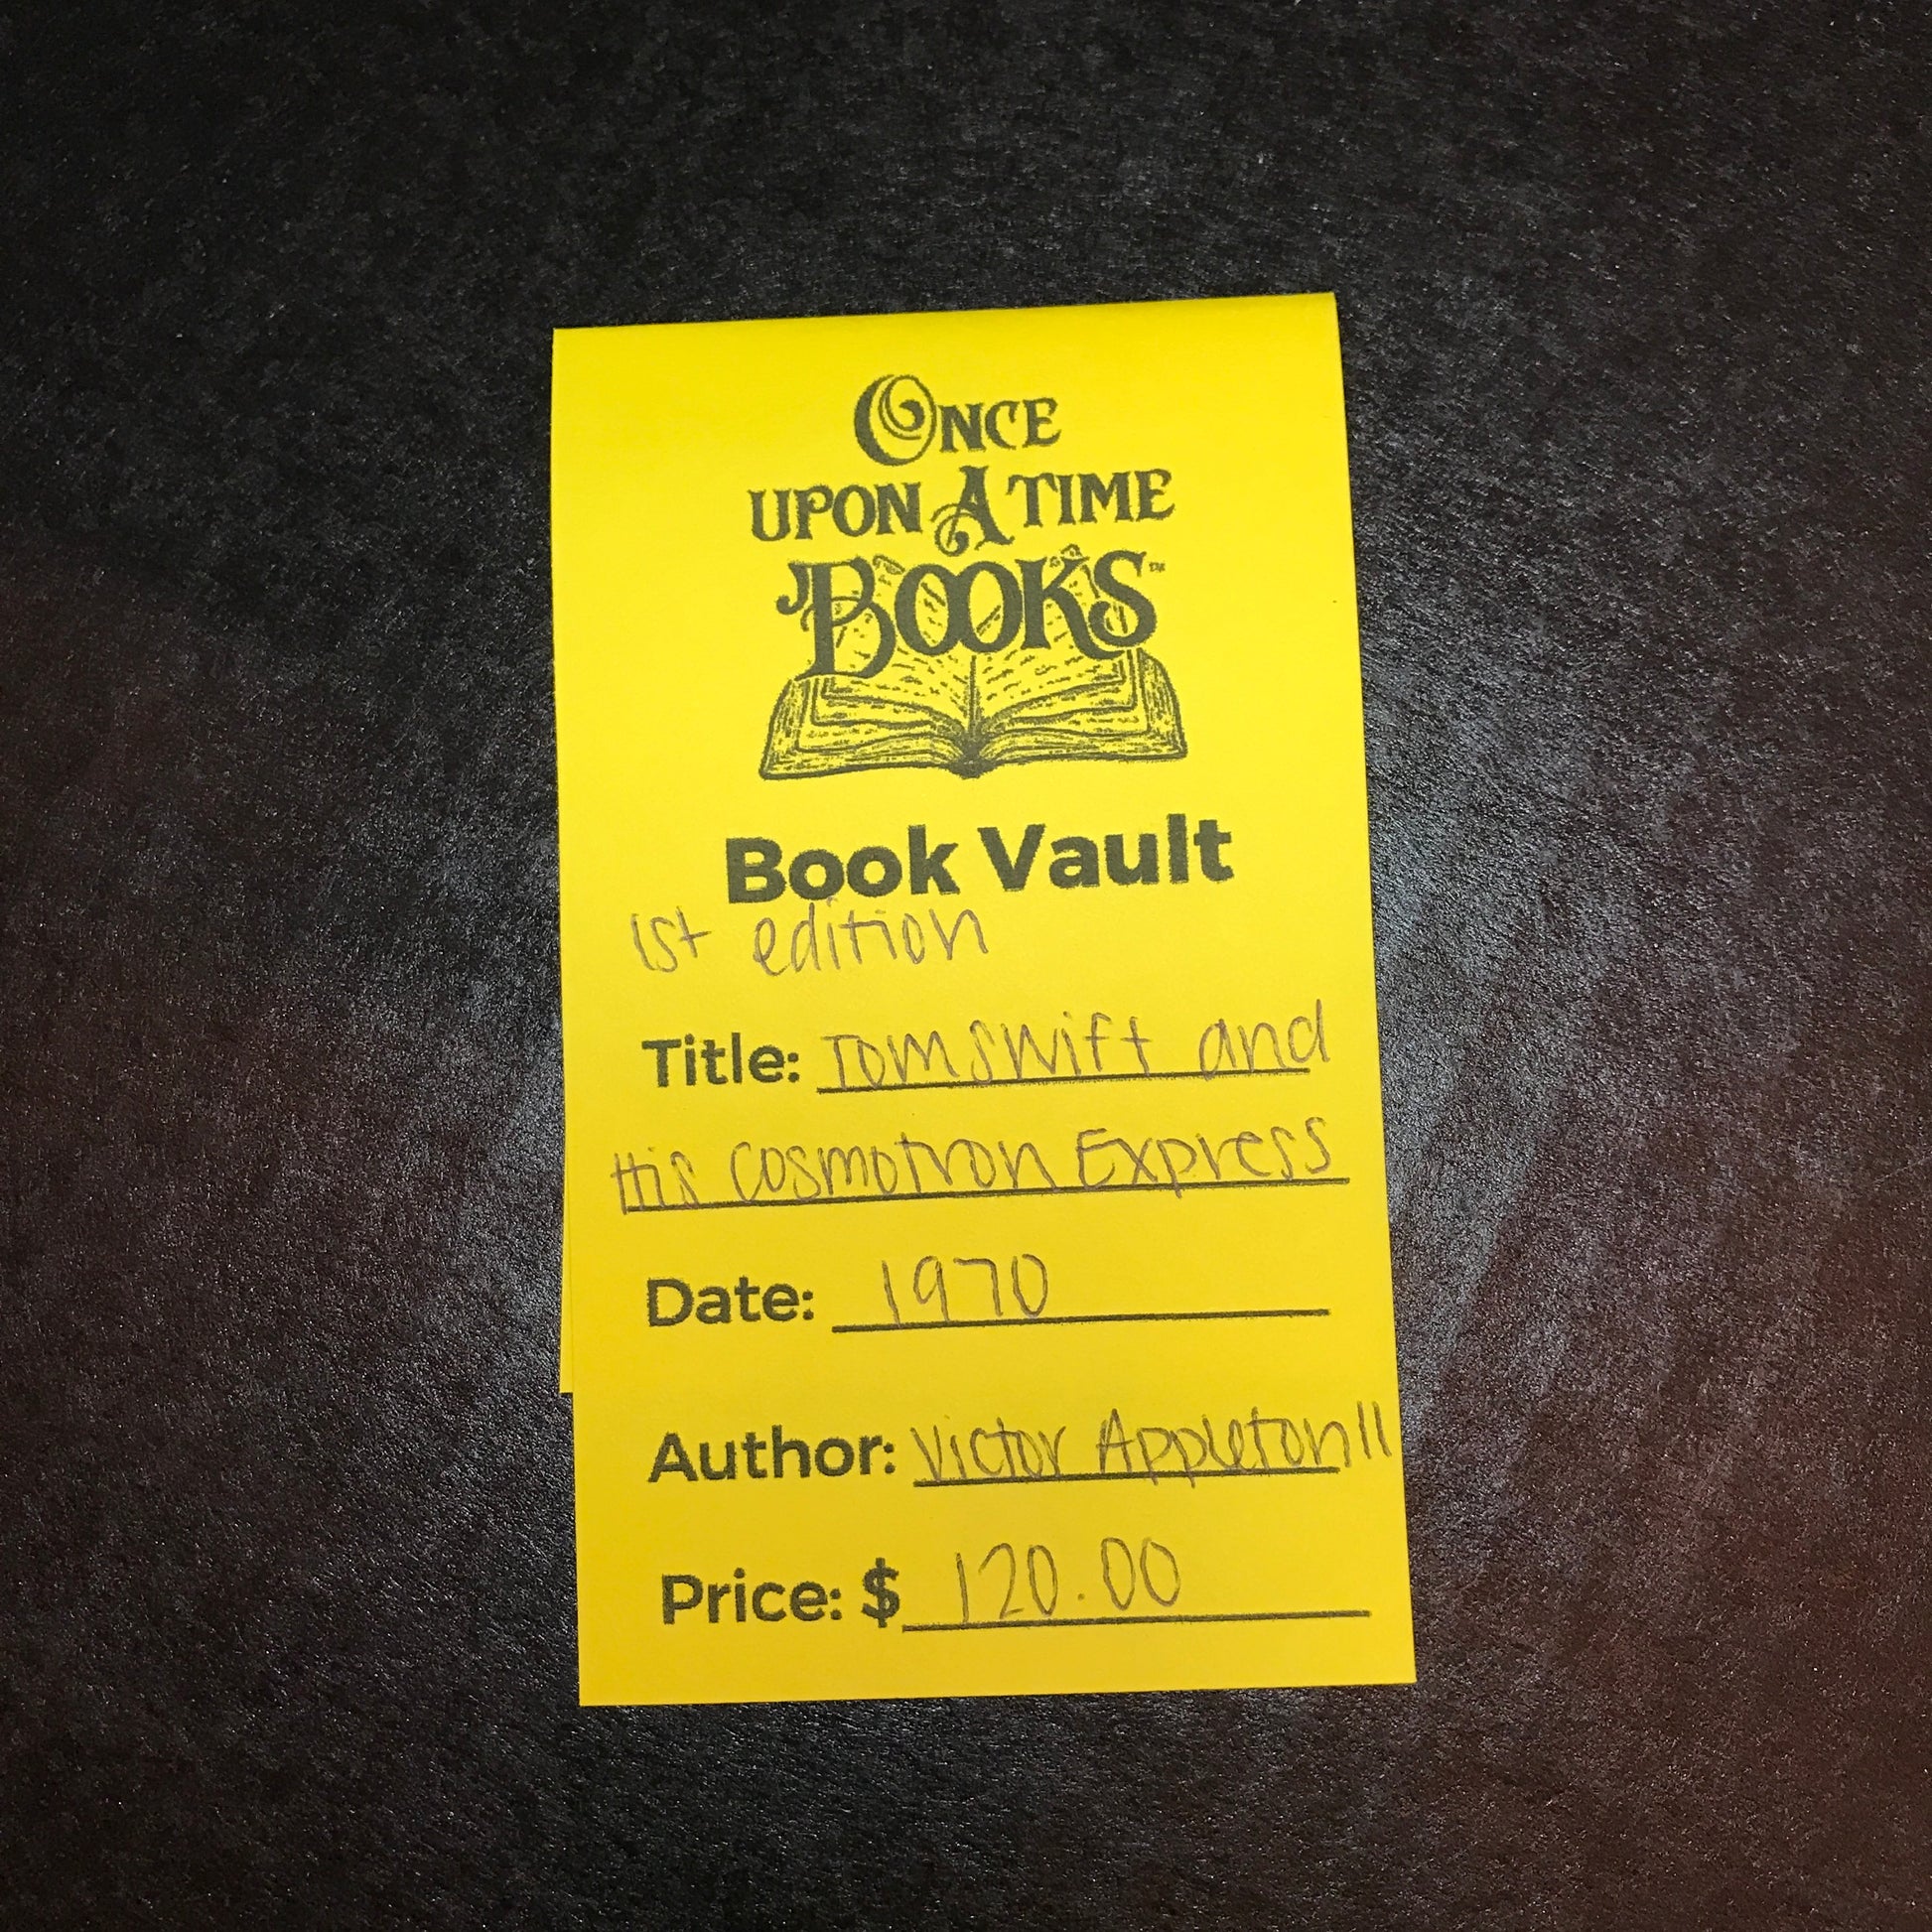 ONCE
UPON A TIME
BOOKS™
Book Vault
1st edition
Title: Tom Swift and
His Cosmotron Express
Date: 1970
Author: Victor Appleton II
Price: $ 120.00